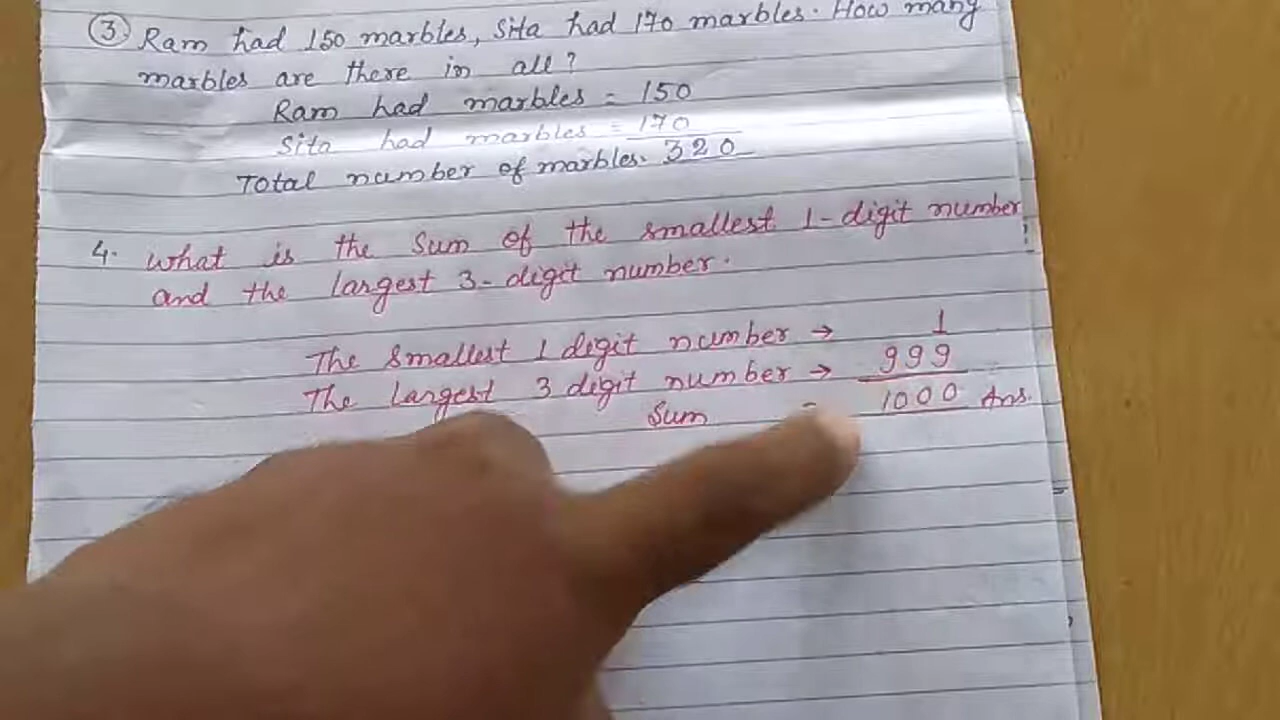 ③ Ram had 150 marbles, Sita had 170 marbles. How many
marbles are there in all?
Ram had marbles = 150
Sita had marbles = 170
Total number of marbles. 320
4. What is the Sum of the smallest 1-digit number
and the largest 3-digit number.
The smallest 1 digit number → 1
The largest 3 digit number → 999
Sum 1000 Ans.